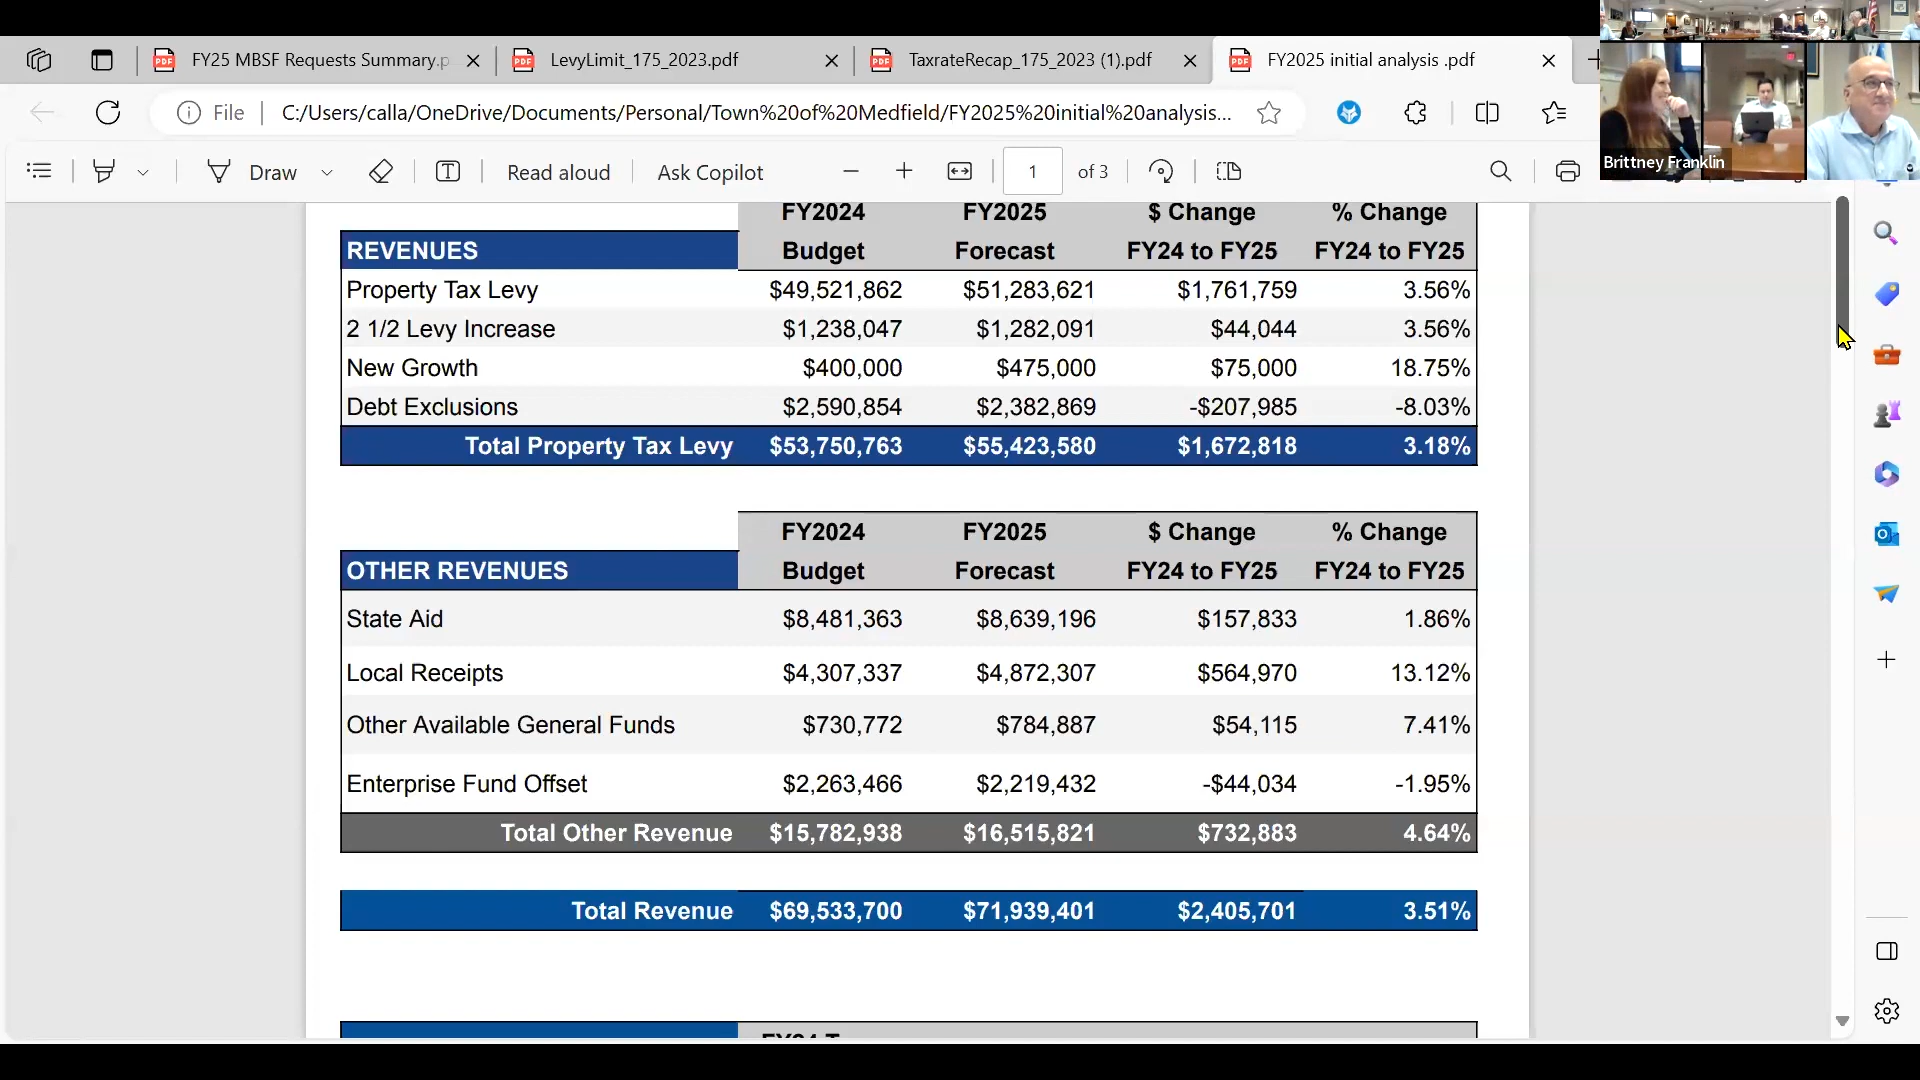 FY25 MBSF Requests Summary.p
LevyLimit_175_2023.pdf
TaxrateRecap_175_2023 (1).pdf
FY2025 initial analysis .pdf
File
C:/Users/calla/OneDrive/Documents/Personal/Town%20of%20Medfield/FY2025%20initial%20analysis...
Brittney Franklin
Draw
Read aloud
Ask Copilot
1
of 3
FY2024 FY2025 $ Change % Change
REVENUES Budget Forecast FY24 to FY25 FY24 to FY25
Property Tax Levy $49,521,862 $51,283,621 $1,761,759 3.56%
2 1/2 Levy Increase $1,238,047 $1,282,091 $44,044 3.56%
New Growth $400,000 $475,000 $75,000 18.75%
Debt Exclusions $2,590,854 $2,382,869 -$207,985 -8.03%
Total Property Tax Levy $53,750,763 $55,423,580 $1,672,818 3.18%
FY2024 FY2025 $ Change % Change
OTHER REVENUES Budget Forecast FY24 to FY25 FY24 to FY25
State Aid $8,481,363 $8,639,196 $157,833 1.86%
Local Receipts $4,307,337 $4,872,307 $564,970 13.12%
Other Available General Funds $730,772 $784,887 $54,115 7.41%
Enterprise Fund Offset $2,263,466 $2,219,432 -$44,034 -1.95%
Total Other Revenue $15,782,938 $16,515,821 $732,883 4.64%
Total Revenue $69,533,700 $71,939,401 $2,405,701 3.51%